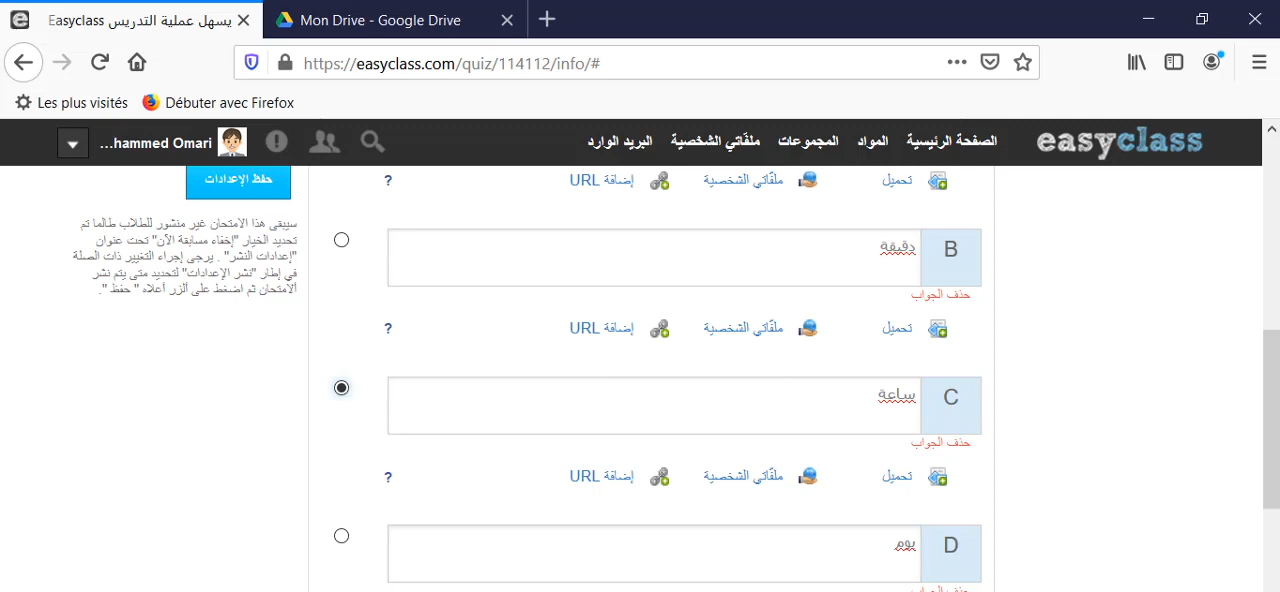 Easyclass يسهل عملية التدريس
Mon Drive - Google Drive
https://easyclass.com/quiz/114112/info/#
Les plus visités
Débuter avec Firefox
...hammed Omari
البريد الوارد
ملفّاتي الشخصية
المجموعات
المواد
الصفحة الرئيسية
easyclass
حفظ الإعدادات
سيبقى هذا الامتحان غير منشور للطلاب طالما تم
تحديد الخيار "إخفاء مسابقة الآن" تحت عنوان
"إعدادات النشر" . يرجى إجراء التغيير ذات الصلة
في إطار "نشر الإعدادات" لتحديد متى يتم نشر
ألامتحان ثم اضغط على ألزر أعلاه " حفظ ".
تحميل
ملفّاتي الشخصية
إضافة URL
?
B
دقيقة
حذف الجواب
تحميل
ملفّاتي الشخصية
إضافة URL
?
C
ساعة
حذف الجواب
تحميل
ملفّاتي الشخصية
إضافة URL
?
D
يوم
حذف الجواب